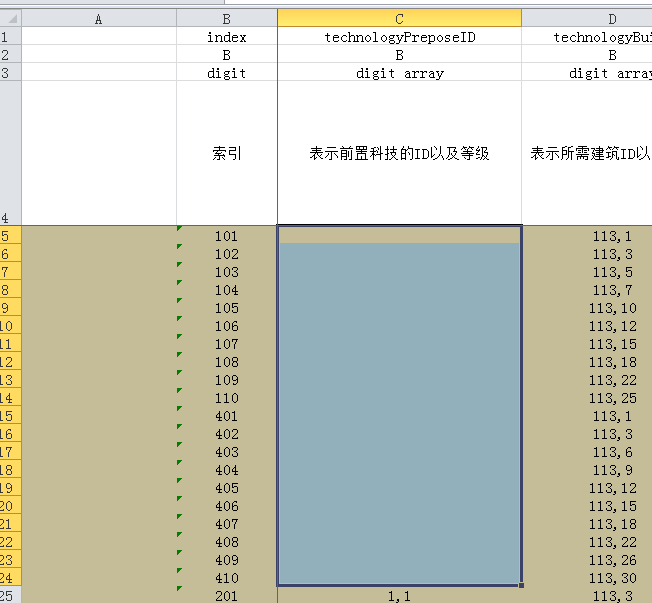 A B C D
1 index technologyPreposeID technologyBui
2 B B B
3 digit digit array digit array
4 索引 表示前置科技的ID以及等级 表示所需建筑ID以
5 101 113,1
6 102 113,3
7 103 113,5
8 104 113,7
9 105 113,10
10 106 113,12
11 107 113,15
12 108 113,18
13 109 113,22
14 110 113,25
15 401 113,1
16 402 113,3
17 403 113,6
18 404 113,9
19 405 113,12
20 406 113,15
21 407 113,18
22 408 113,22
23 409 113,26
24 410 113,30
25 201 1,1 113,3